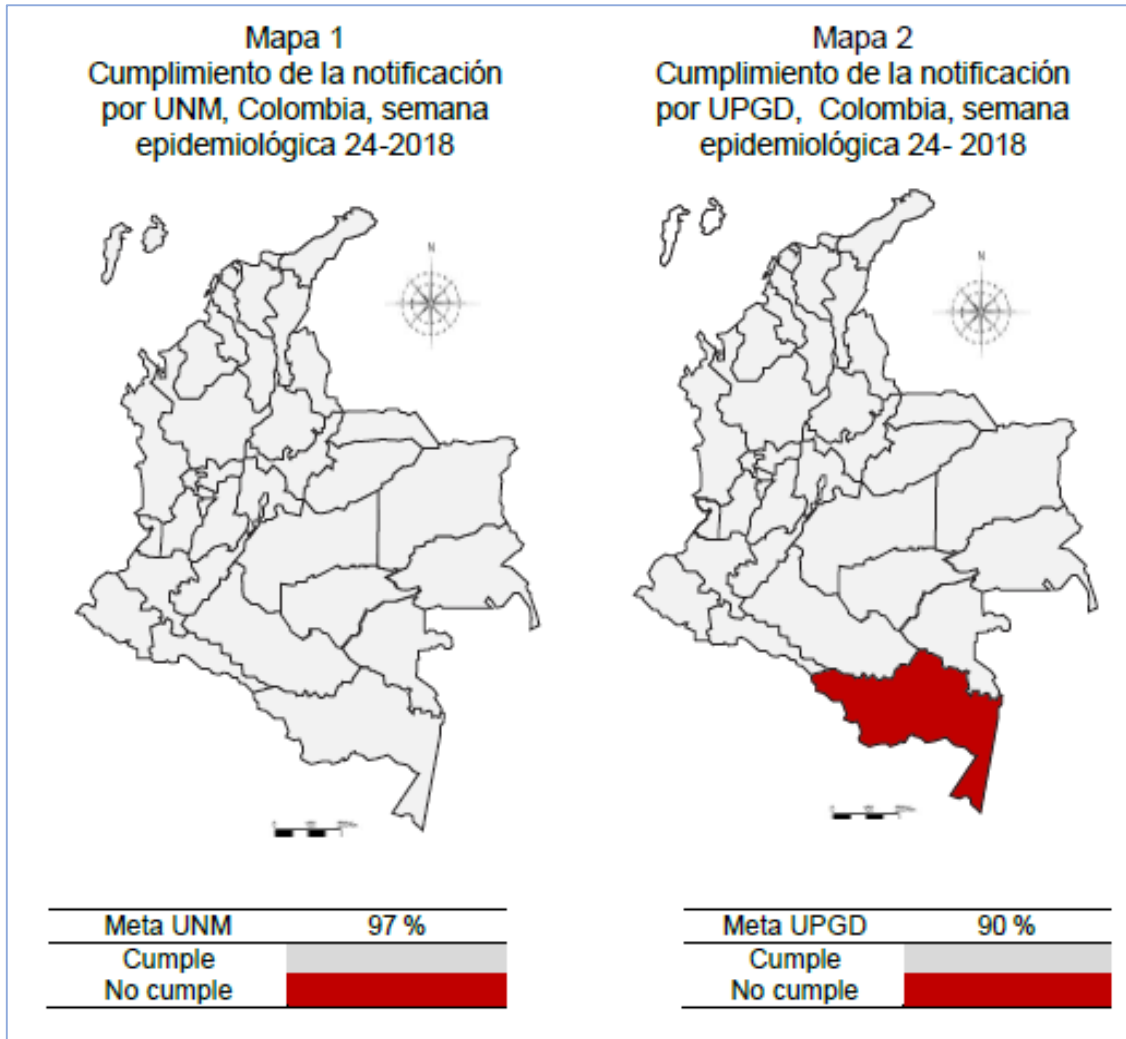 Mapa 1
Cumplimiento de la notificación
por UNM, Colombia, semana
epidemiológica 24-2018
N
Meta UNM 97 %
Cumple
No cumple
Mapa 2
Cumplimiento de la notificación
por UPGD, Colombia, semana
epidemiológica 24- 2018
N
Meta UPGD 90 %
Cumple
No cumple